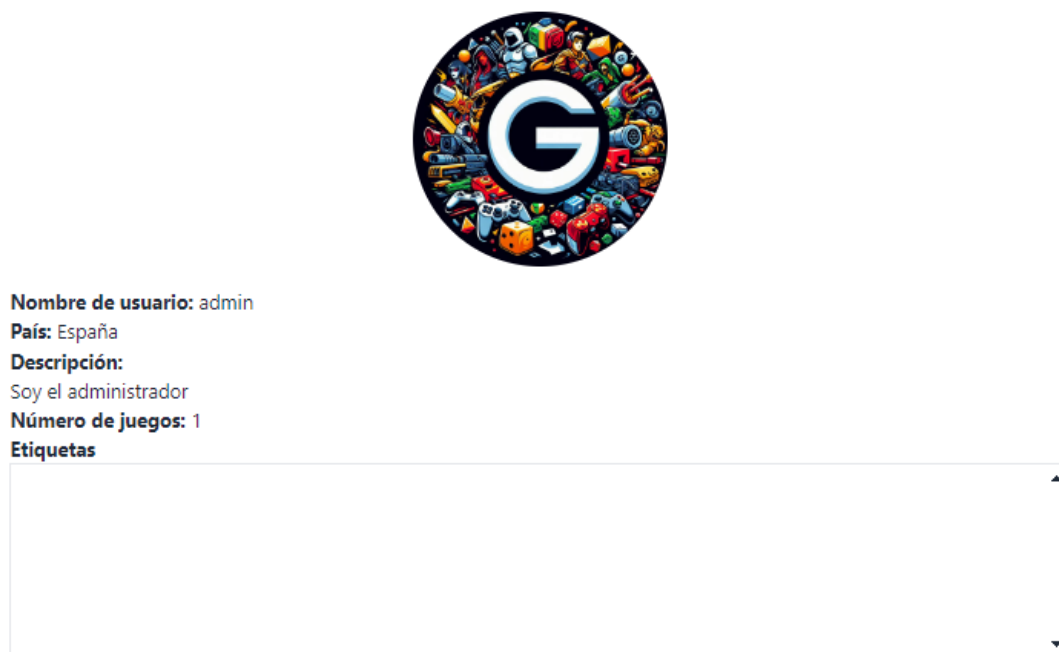 G
Nombre de usuario: admin
País: España
Descripción:
Soy el administrador
Número de juegos: 1
Etiquetas